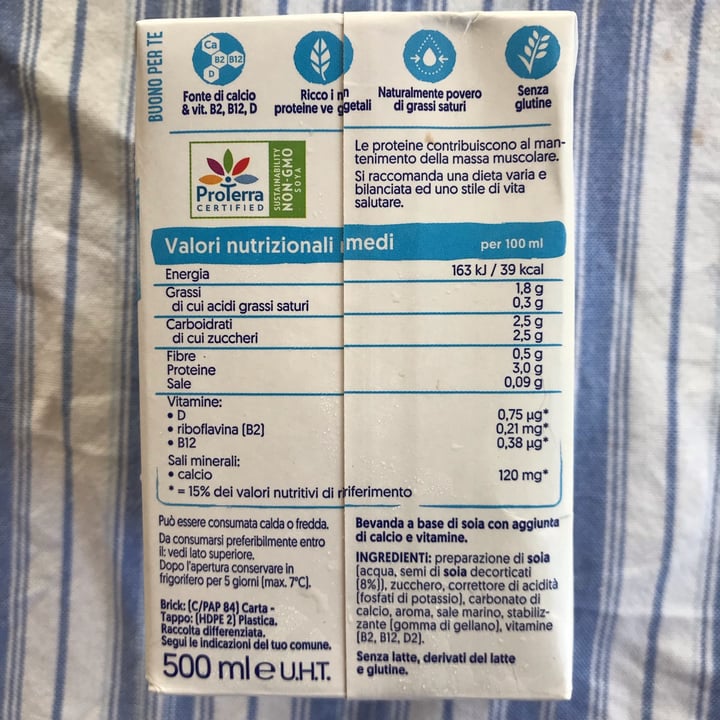 BUONO PER TE
Ca
B2 B12
D
Fonte di calcio
& vit. B2, B12, D
Ricco i n
proteine ve getali
Naturalmente povero
di grassi saturi
Senza
glutine
ProTerra
CERTIFIED
SUSTAINABILITY
NON-GMO
SOYA
Le proteine contribuiscono al man-
tenimento della massa muscolare.
Si raccomanda una dieta varia e
bilanciata ed uno stile di vita
salutare.
Valori nutrizionali medi per 100 ml
Energia 163 kJ / 39 kcal
Grassi 1,8 g
di cui acidi grassi saturi 0,3 g
Carboidrati 2,5 g
di cui zuccheri 2,5 g
Fibre 0,5 g
Proteine 3,0 g
Sale 0,09 g
Vitamine:
• D 0,75 µg*
• riboflavina (B2) 0,21 mg*
• B12 0,38 µg*
Sali minerali:
• calcio 120 mg*
* = 15% dei valori nutritivi di riferimento
Può essere consumata calda o fredda.
Da consumarsi preferibilmente entro
il: vedi lato superiore.
Dopo l'apertura conservare in
frigorifero per 5 giorni (max. 7°C).
Brick: (C/PAP 84) Carta -
Tappo: (HDPE 2) Plastica.
Raccolta differenziata.
Segui le indicazioni del tuo comune.
500 ml e U.H.T.
Bevanda a base di soia con aggiunta
di calcio e vitamine.
INGREDIENTI: preparazione di soia
(acqua, semi di soia decorticati
(8%)), zucchero, correttore di acidità
(fosfati di potassio), carbonato di
calcio, aroma, sale marino, stabiliz-
zante (gomma di gellano), vitamine
(B2, B12, D2).
Senza latte, derivati del latte
e glutine.